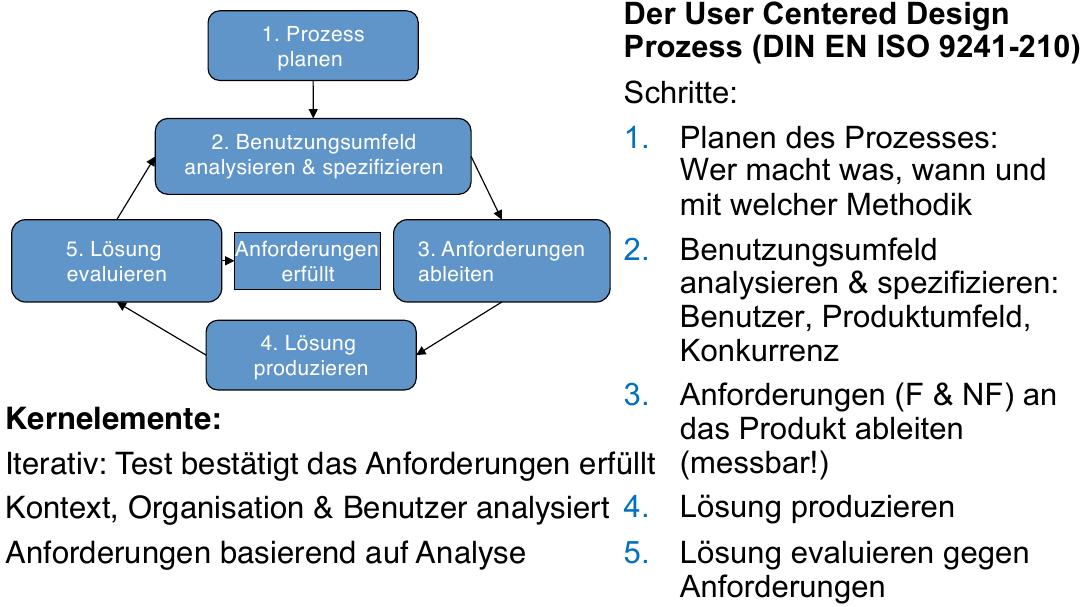 1. Prozess
planen
2. Benutzungsumfeld
analysieren & spezifizieren
5. Lösung
evaluieren
Anforderungen
erfüllt
3. Anforderungen
ableiten
4. Lösung
produzieren
Kernelemente:
Iterativ: Test bestätigt das Anforderungen erfüllt
Kontext, Organisation & Benutzer analysiert
Anforderungen basierend auf Analyse
Der User Centered Design
Prozess (DIN EN ISO 9241-210)
Schritte:
1. Planen des Prozesses:
Wer macht was, wann und
mit welcher Methodik
2. Benutzungsumfeld
analysieren & spezifizieren:
Benutzer, Produktumfeld,
Konkurrenz
3. Anforderungen (F & NF) an
das Produkt ableiten
(messbar!)
4. Lösung produzieren
5. Lösung evaluieren gegen
Anforderungen